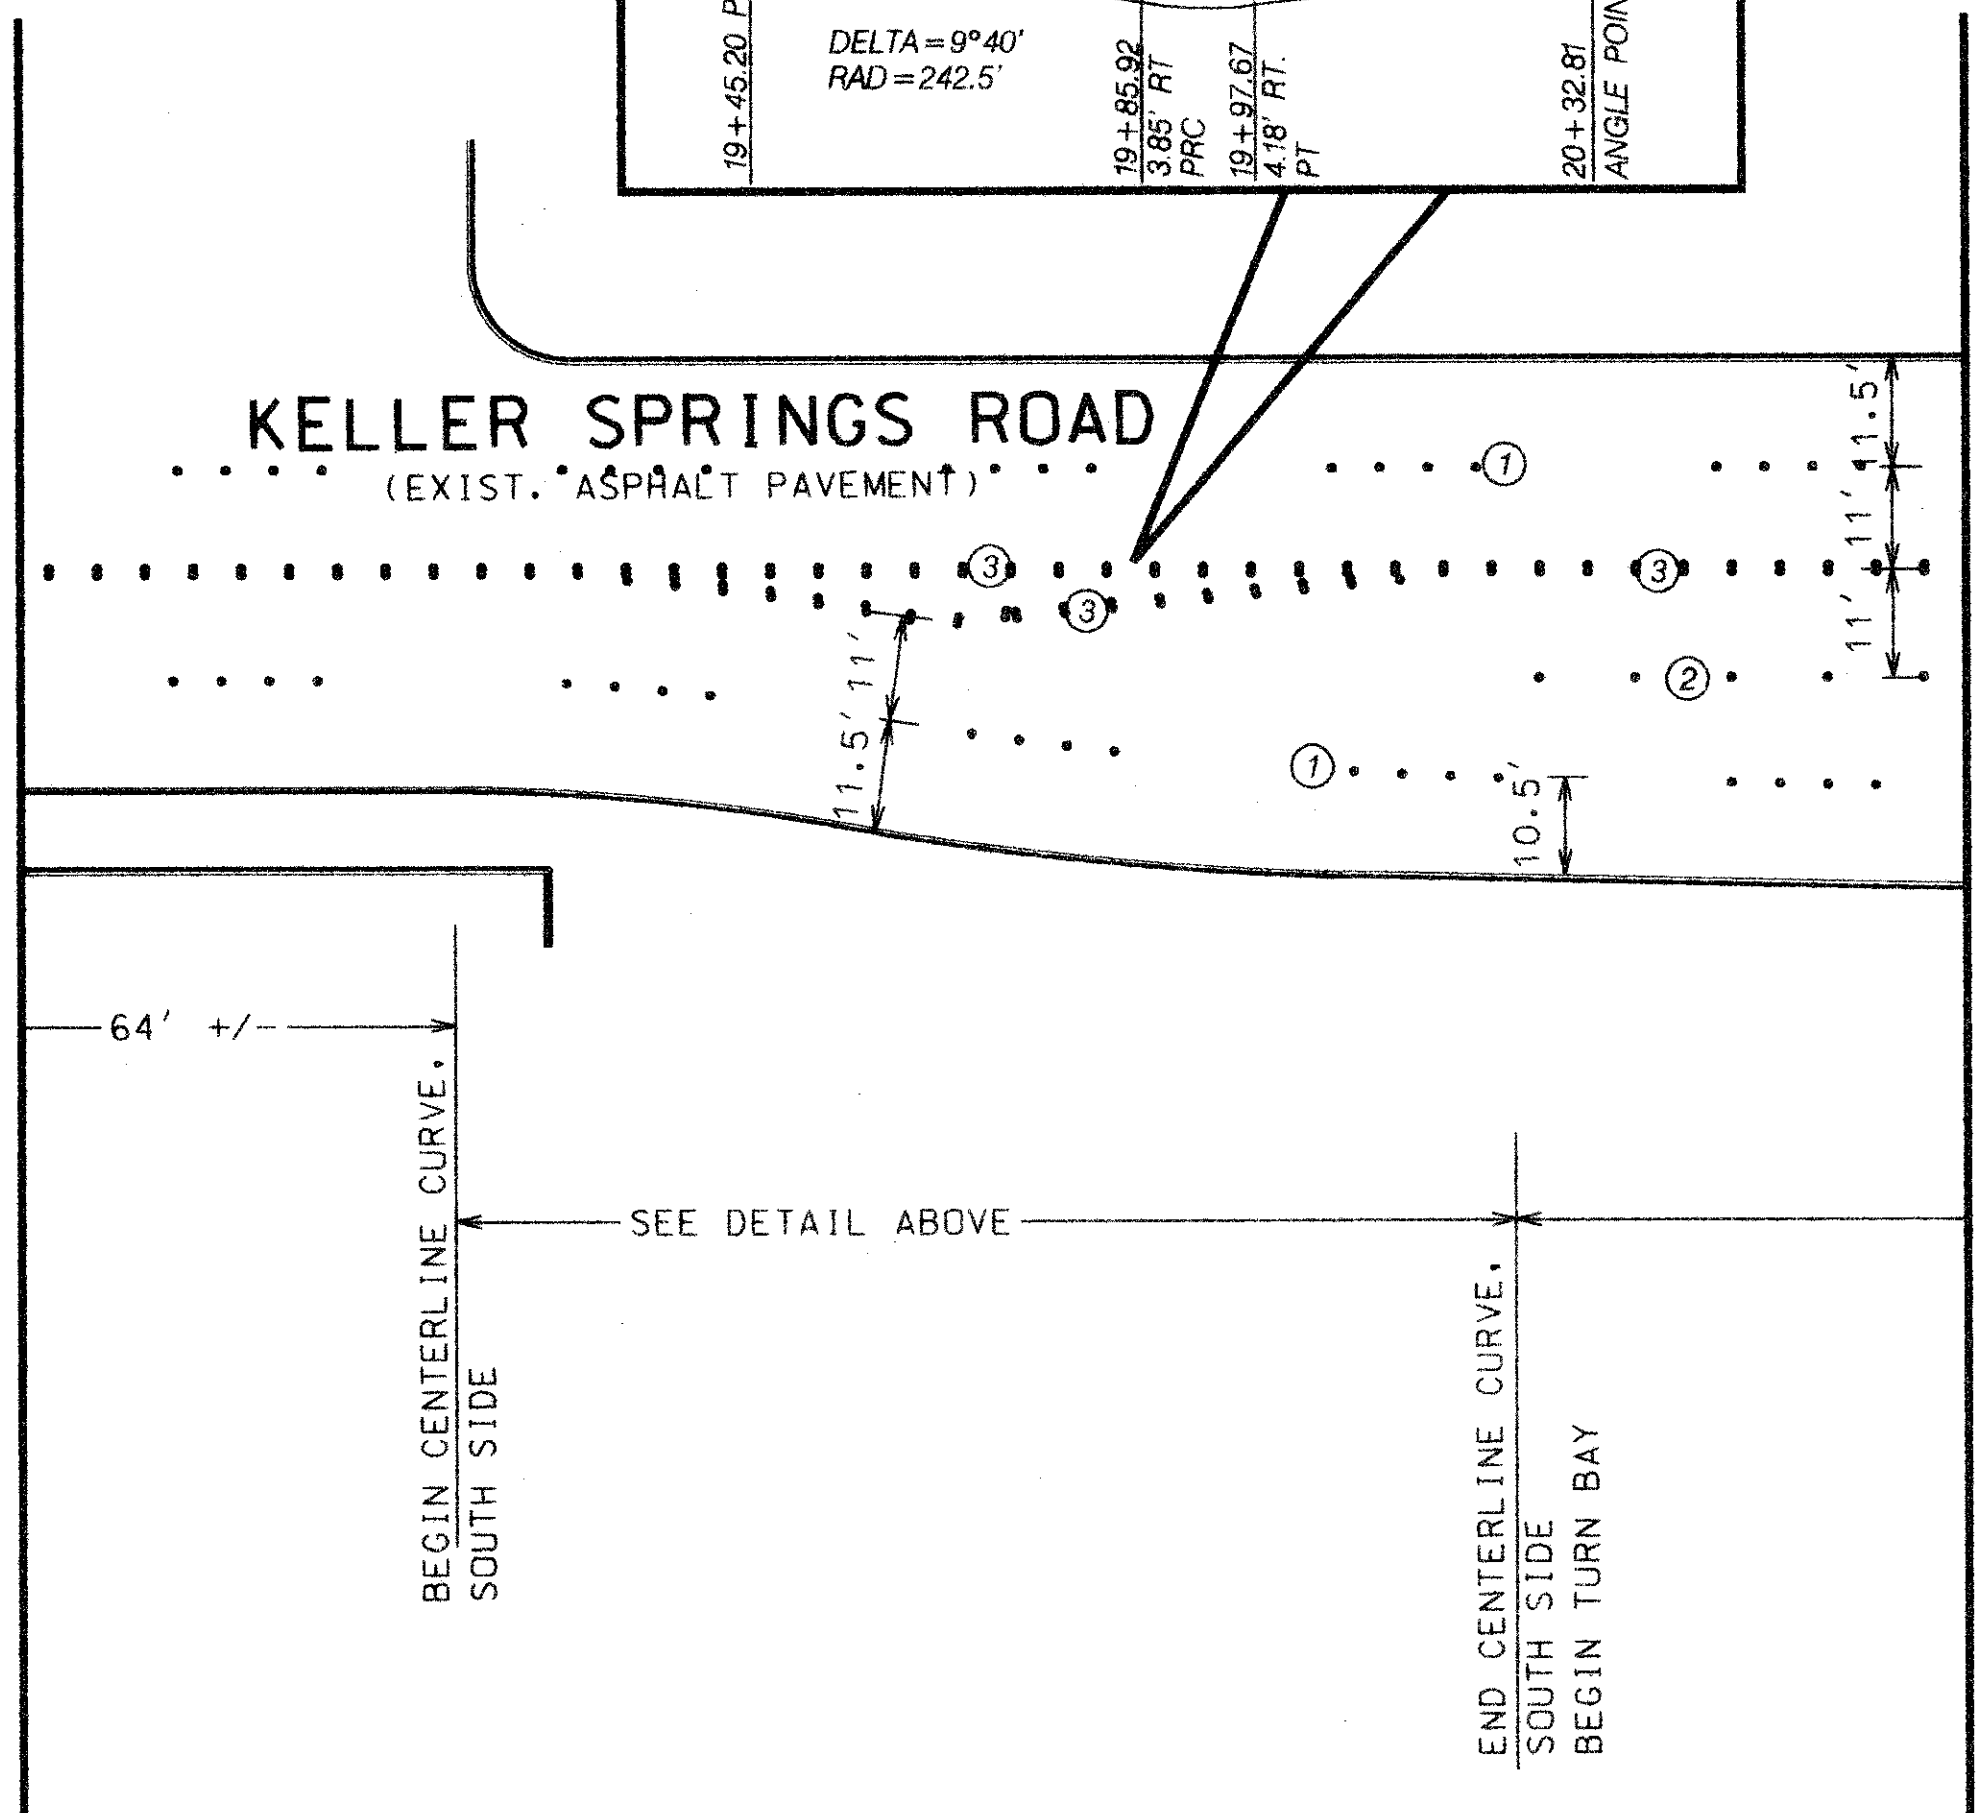 19+45.20 P
DELTA=9°40'
RAD=242.5'
19+85.92
3.85' RT
PRC
19+97.67
4.18' RT.
PT
20+32.81
ANGLE POIN
KELLER SPRINGS ROAD
(EXIST. ASPHALT PAVEMENT)
11.5'
1
11'
3
3
3
11'
11'
2
11.5'
1
10.5'
64' +/-
BEGIN CENTERLINE CURVE,
SOUTH SIDE
SEE DETAIL ABOVE
END CENTERLINE CURVE,
SOUTH SIDE
BEGIN TURN BAY